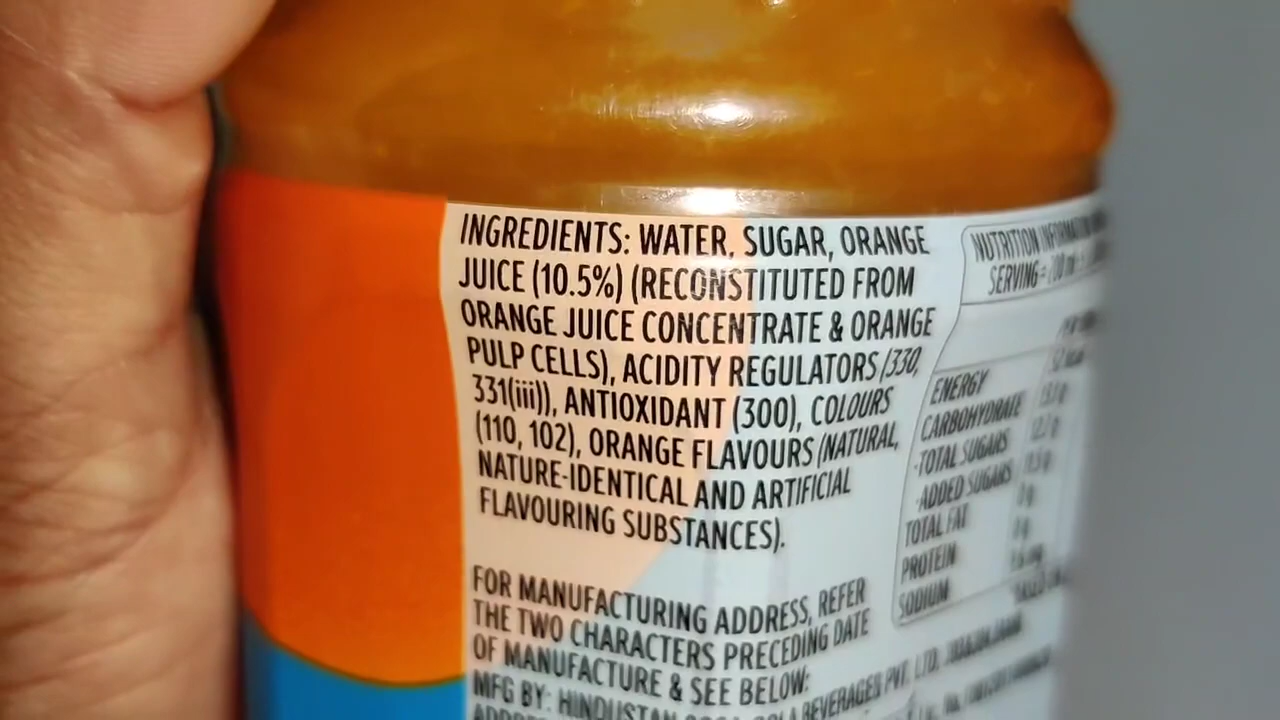 INGREDIENTS: WATER, SUGAR, ORANGE
JUICE (10.5%) (RECONSTITUTED FROM
ORANGE JUICE CONCENTRATE & ORANGE
PULP CELLS), ACIDITY REGULATORS (330,
331(iii)), ANTIOXIDANT (300), COLOURS
(110, 102), ORANGE FLAVOURS (NATURAL,
NATURE-IDENTICAL AND ARTIFICIAL
FLAVOURING SUBSTANCES).
FOR MANUFACTURING ADDRESS, REFER
THE TWO CHARACTERS PRECEDING DATE
OF MANUFACTURE & SEE BELOW:
MFG BY: HINDUSTAN COCA-COLA BEVERAGES PVT. LTD.
NUTRITION INFORMATION
SERVING =
ENERGY
CARBOHYDRATE
-TOTAL SUGARS
-ADDED SUGARS
TOTAL FAT
PROTEIN
SODIUM